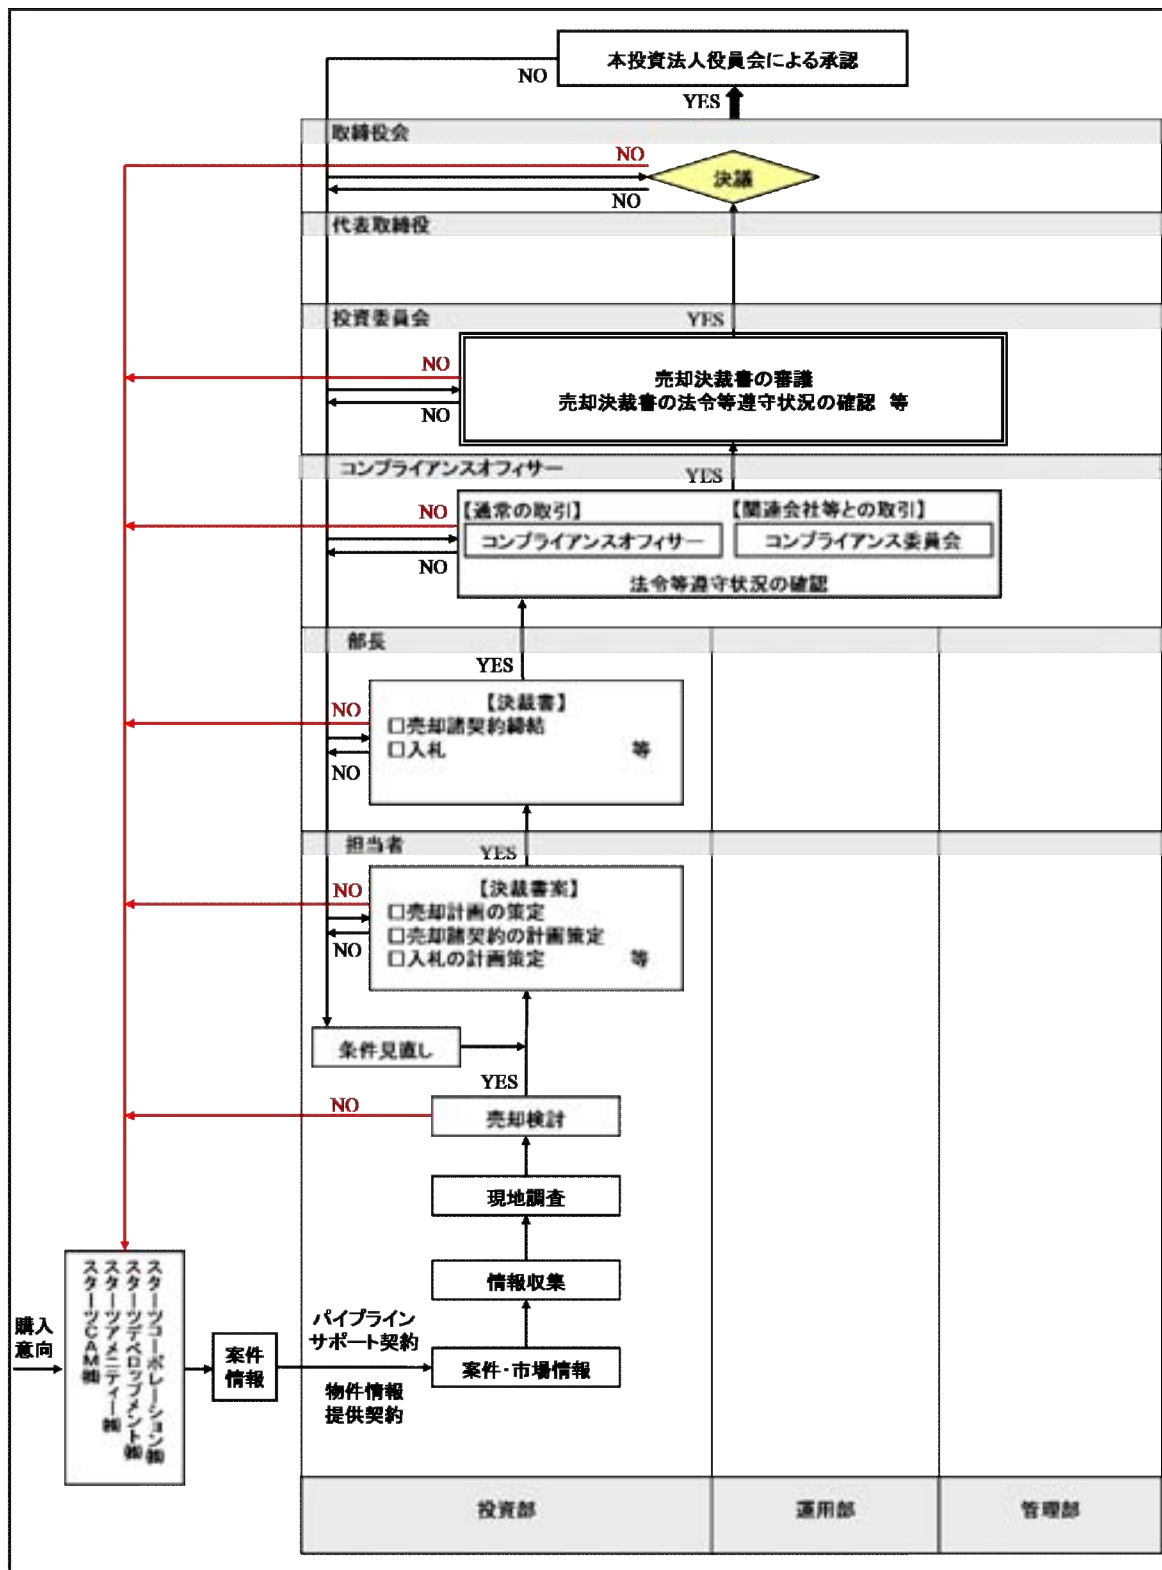 本投資法人役員会による承認
NO
YES
取締役会
NO
決議
NO
代表取締役
投資委員会
YES
NO
売却決裁書の審議
売却決裁書の法令等遵守状況の確認 等
NO
コンプライアンスオフィサー
YES
NO
【通常の取引】
【関連会社等との取引】
コンプライアンスオフィサー
コンプライアンス委員会
NO
法令等遵守状況の確認
部長
YES
【決裁書】
NO
□売却諸契約締結
□入札 等
NO
担当者
YES
【決裁書案】
NO
□売却計画の策定
□売却諸契約の計画策定
NO
□入札の計画策定 等
条件見直し
YES
NO
売却検討
現地調査
情報収集
購入
意向
スターツコーポレーション㈱
スターツデベロップメント㈱
スターツアメニティー㈱
スターツCAM㈱
案件
情報
パイプライン
サポート契約
物件情報
提供契約
案件・市場情報
投資部
運用部
管理部